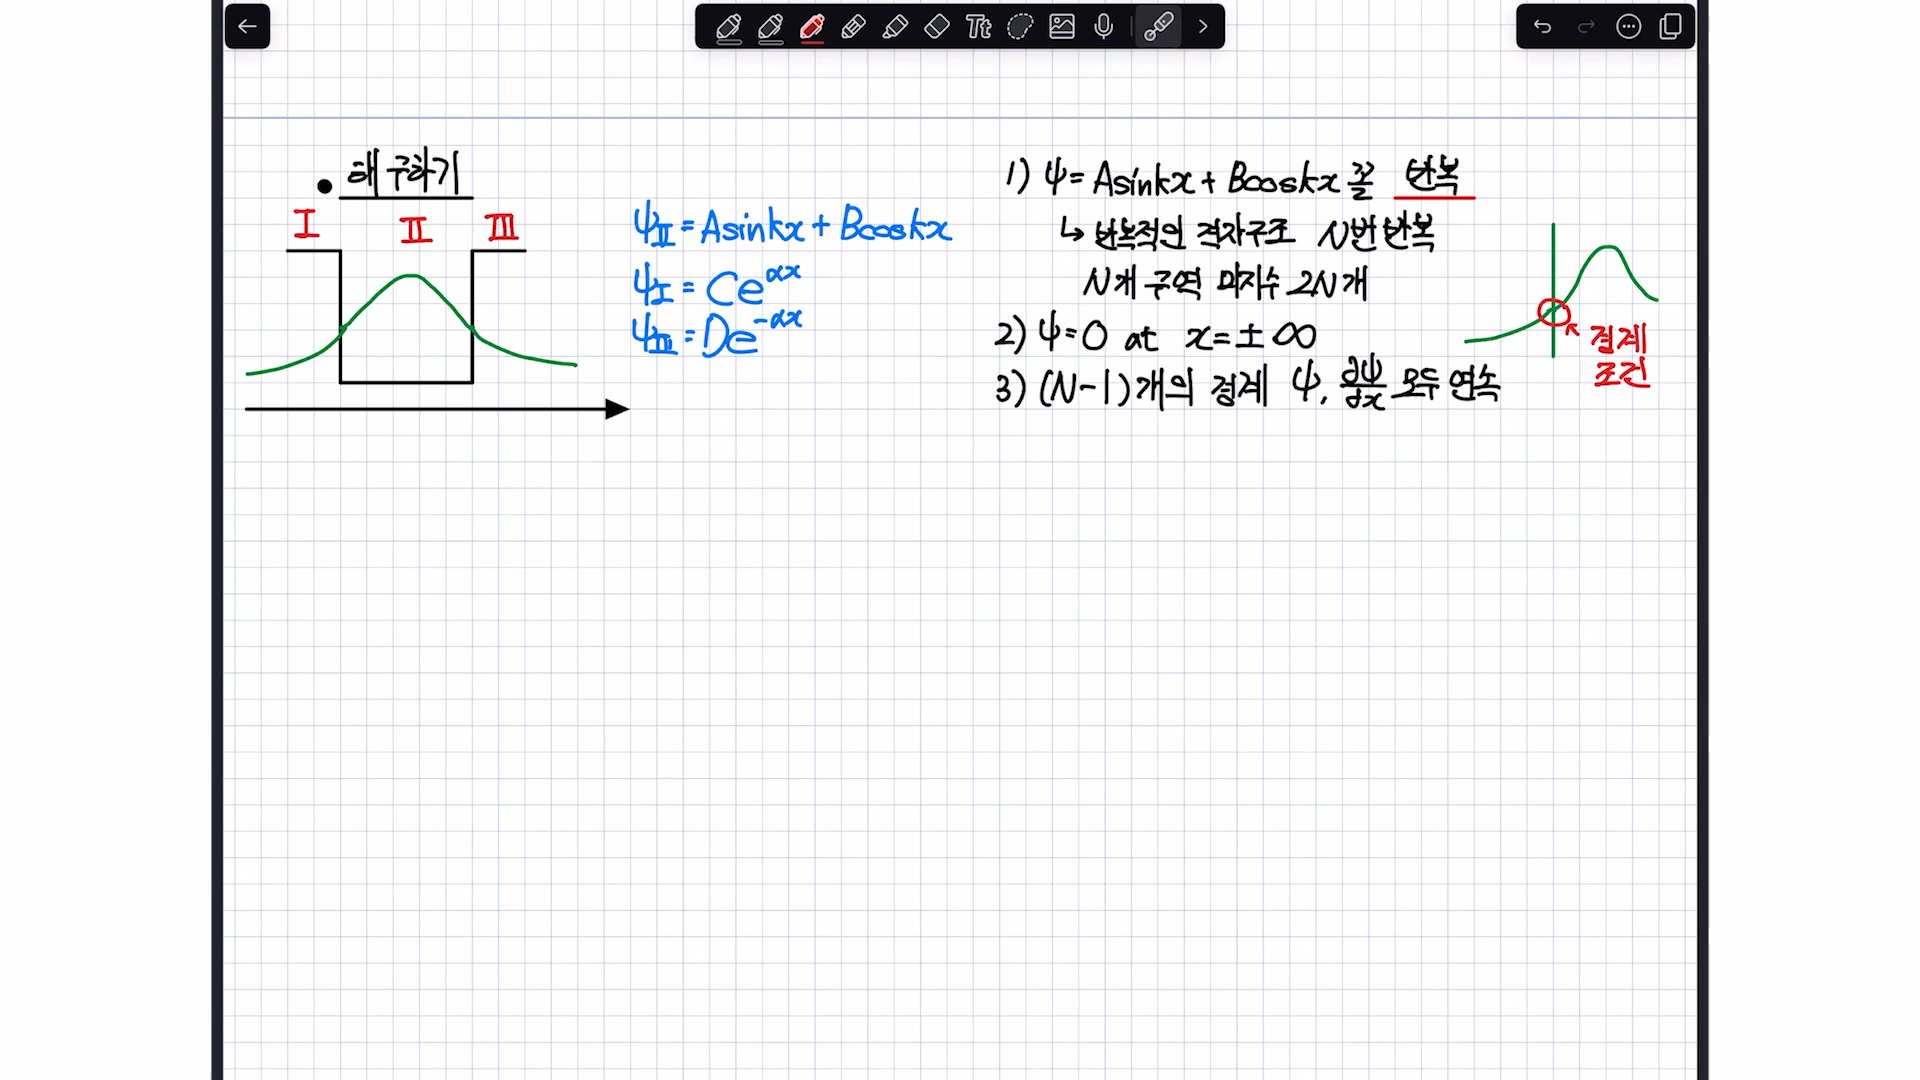 • 해 구하기
I II III
ψ_II = Asinkx + Bcoskx
ψ_I = Ce^αx
ψ_III = De^-αx
1) ψ = Asinkx + Bcoskx 꼴 반복
↳ 반복적인 격자구조 N번 반복
N개 구역 미지수 2N개
2) ψ=0 at x=±∞
3) (N-1)개의 경계 ψ, ∂ψ/∂x 모두 연속
경계
조건
Tt